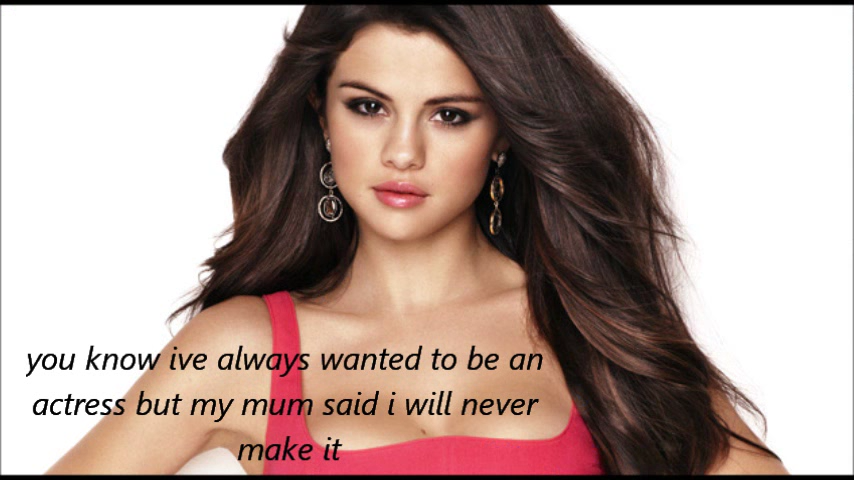 you know ive always wanted to be an
actress but my mum said i will never
make it